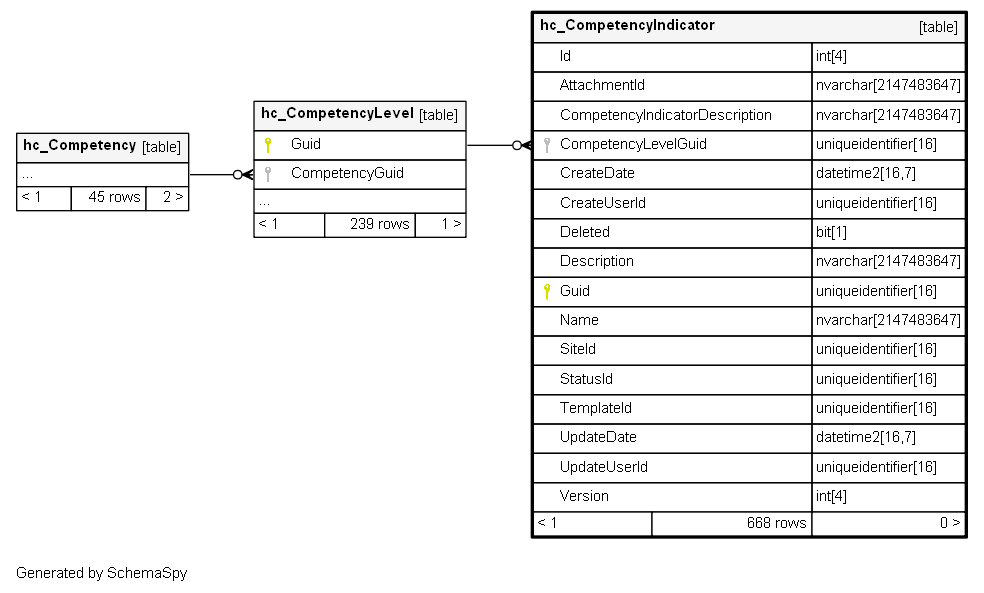 hc_CompetencyIndicator [table]
Id int[4]
AttachmentId nvarchar[2147483647]
CompetencyIndicatorDescription nvarchar[2147483647]
CompetencyLevelGuid uniqueidentifier[16]
CreateDate datetime2[16,7]
CreateUserId uniqueidentifier[16]
Deleted bit[1]
Description nvarchar[2147483647]
Guid uniqueidentifier[16]
Name nvarchar[2147483647]
SiteId uniqueidentifier[16]
StatusId uniqueidentifier[16]
TemplateId uniqueidentifier[16]
UpdateDate datetime2[16,7]
UpdateUserId uniqueidentifier[16]
Version int[4]
< 1 668 rows 0 >
hc_CompetencyLevel [table]
Guid
CompetencyGuid
...
< 1 239 rows 1 >
hc_Competency [table]
...
< 1 45 rows 2 >
Generated by SchemaSpy